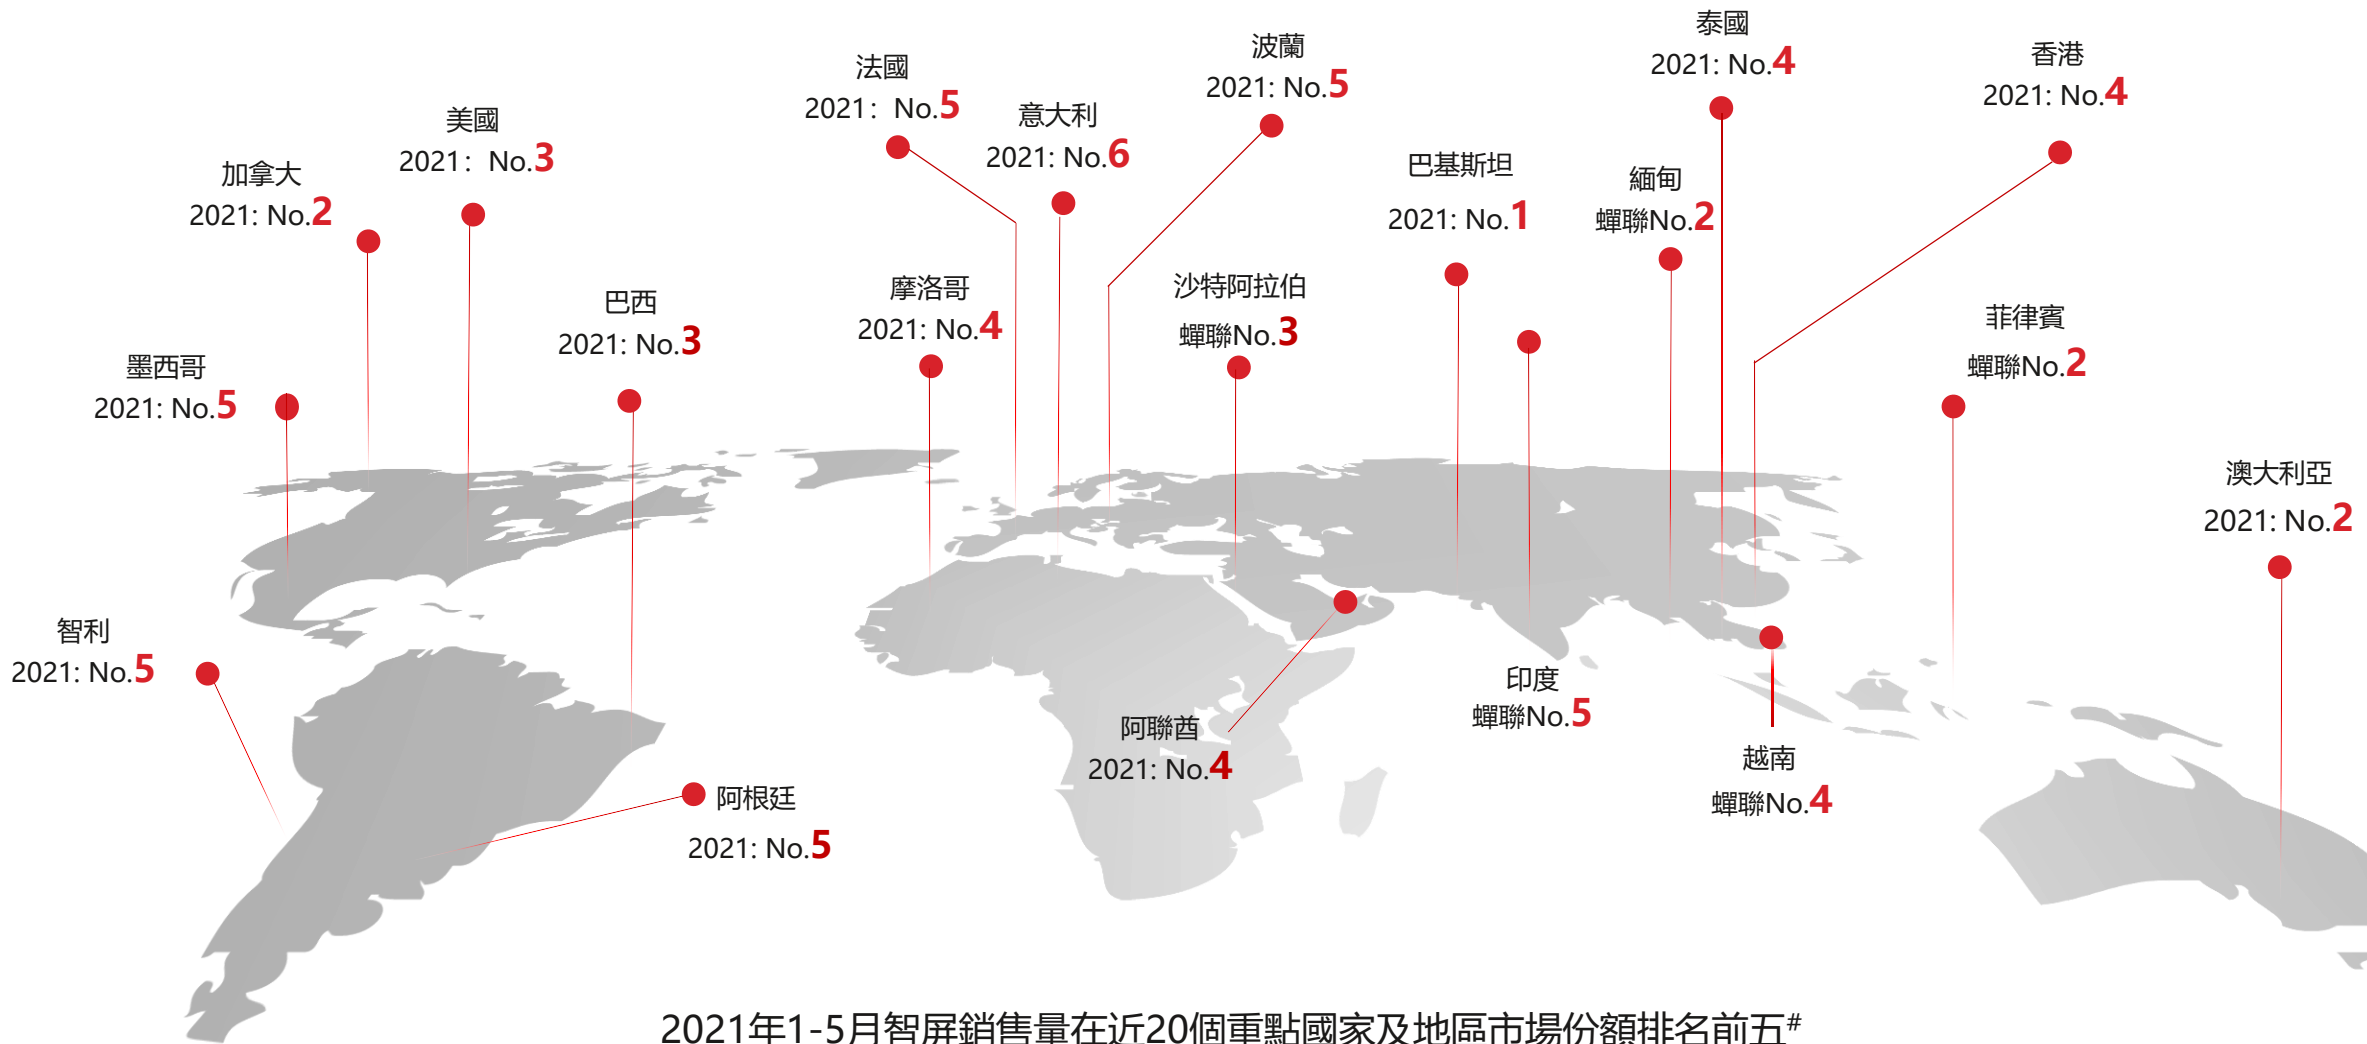 泰國
2021: No.4
波蘭
2021: No.5
香港
2021: No.4
法國
2021: No.5
意大利
2021: No.6
美國
2021: No.3
加拿大
2021: No.2
巴基斯坦
2021: No.1
緬甸
蟬聯No.2
摩洛哥
2021: No.4
沙特阿拉伯
蟬聯No.3
巴西
2021: No.3
菲律賓
蟬聯No.2
墨西哥
2021: No.5
澳大利亞
2021: No.2
智利
2021: No.5
印度
蟬聯No.5
阿聯酋
2021: No.4
越南
蟬聯No.4
阿根廷
2021: No.5
2021年1-5月智屏銷售量在近20個重點國家及地區市場份額排名前五#